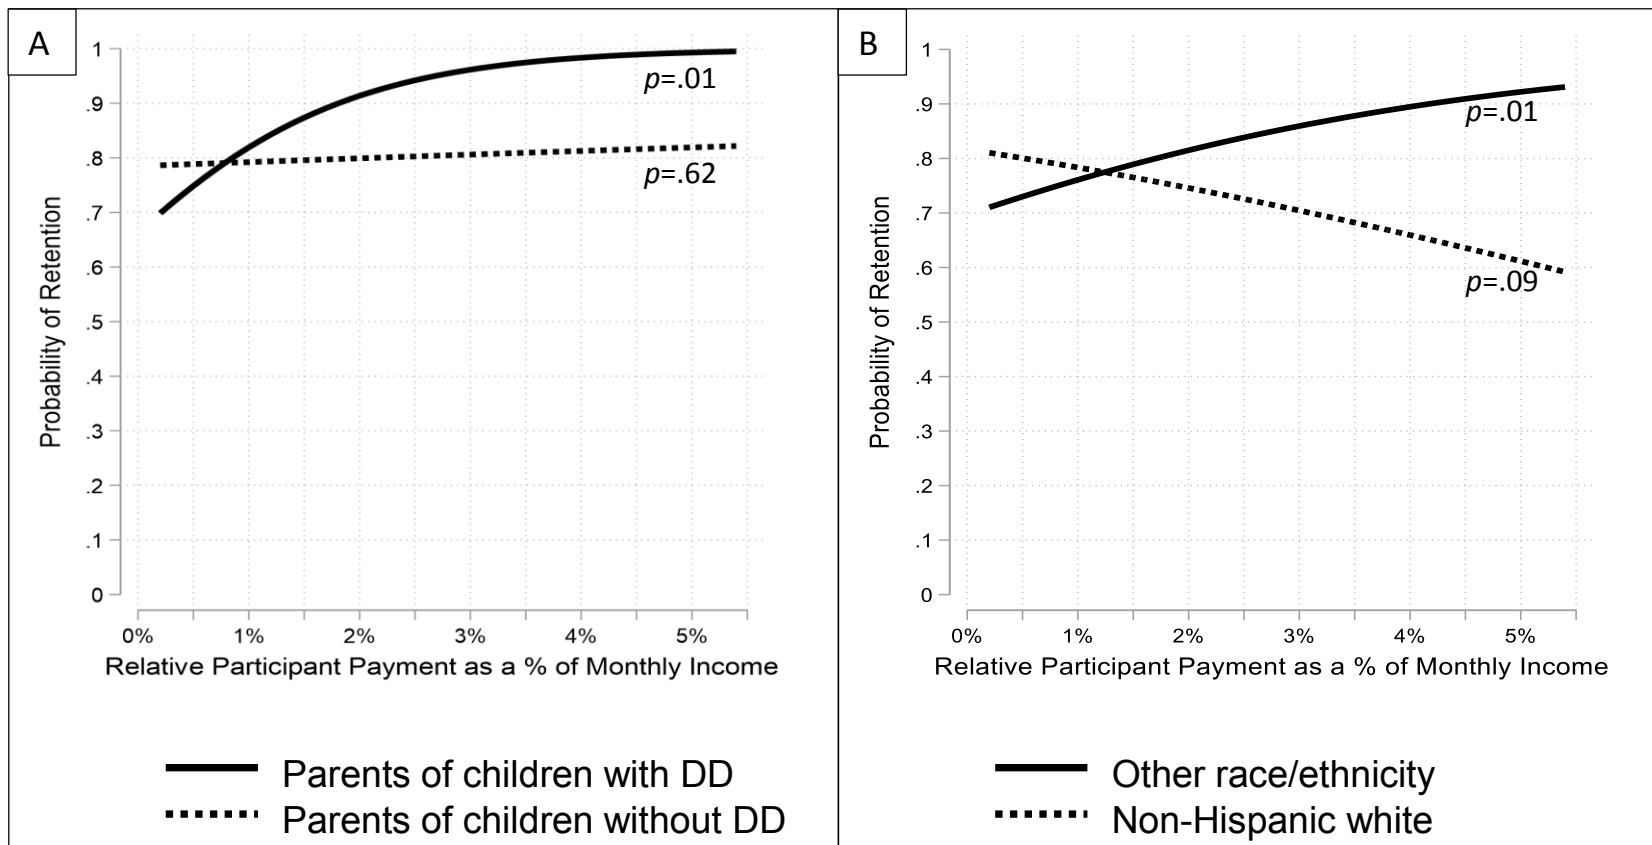 A
1
.9
.8
.7
.6
.5
.4
.3
.2
.1
0
Probability of Retention
p=.01
p=.62
0% 1% 2% 3% 4% 5%
Relative Participant Payment as a % of Monthly Income
Parents of children with DD
Parents of children without DD
B
1
.9
.8
.7
.6
.5
.4
.3
.2
.1
0
Probability of Retention
p=.01
p=.09
0% 1% 2% 3% 4% 5%
Relative Participant Payment as a % of Monthly Income
Other race/ethnicity
Non-Hispanic white